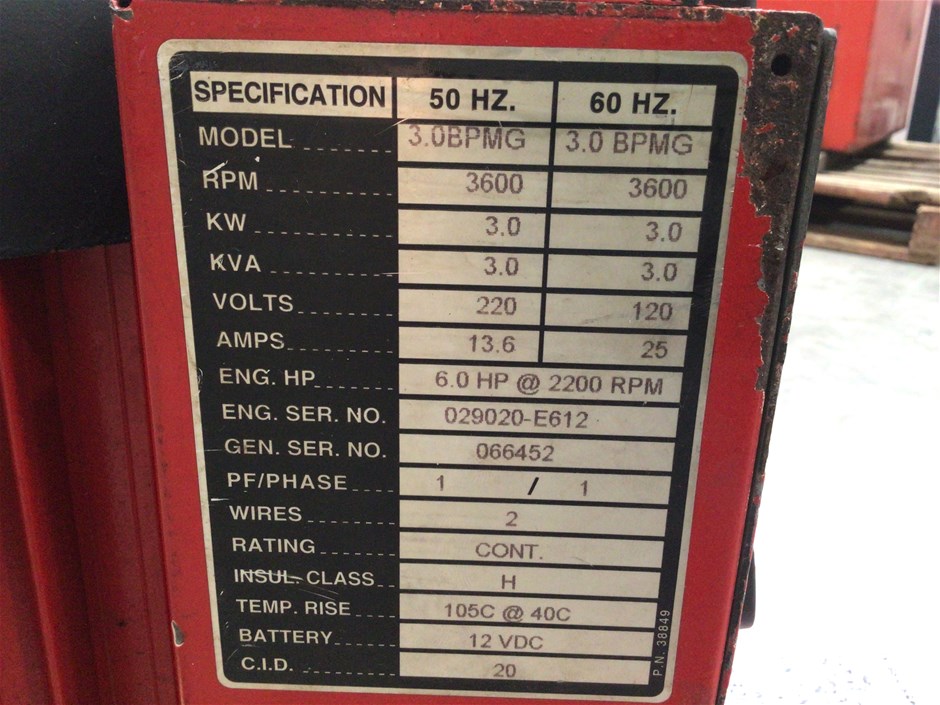 SPECIFICATION 50 HZ. 60 HZ.
MODEL 3.0BPMG 3.0 BPMG
RPM 3600 3600
KW 3.0 3.0
KVA 3.0 3.0
VOLTS 220 120
AMPS 13.6 25
ENG. HP 6.0 HP @ 2200 RPM
ENG. SER. NO. 029020-E612
GEN. SER. NO. 066452
PF/PHASE 1 / 1
WIRES 2
RATING CONT.
INSUL. CLASS H
TEMP. RISE 105C @ 40C
BATTERY 12 VDC
C.I.D. 20
P.N. 38849